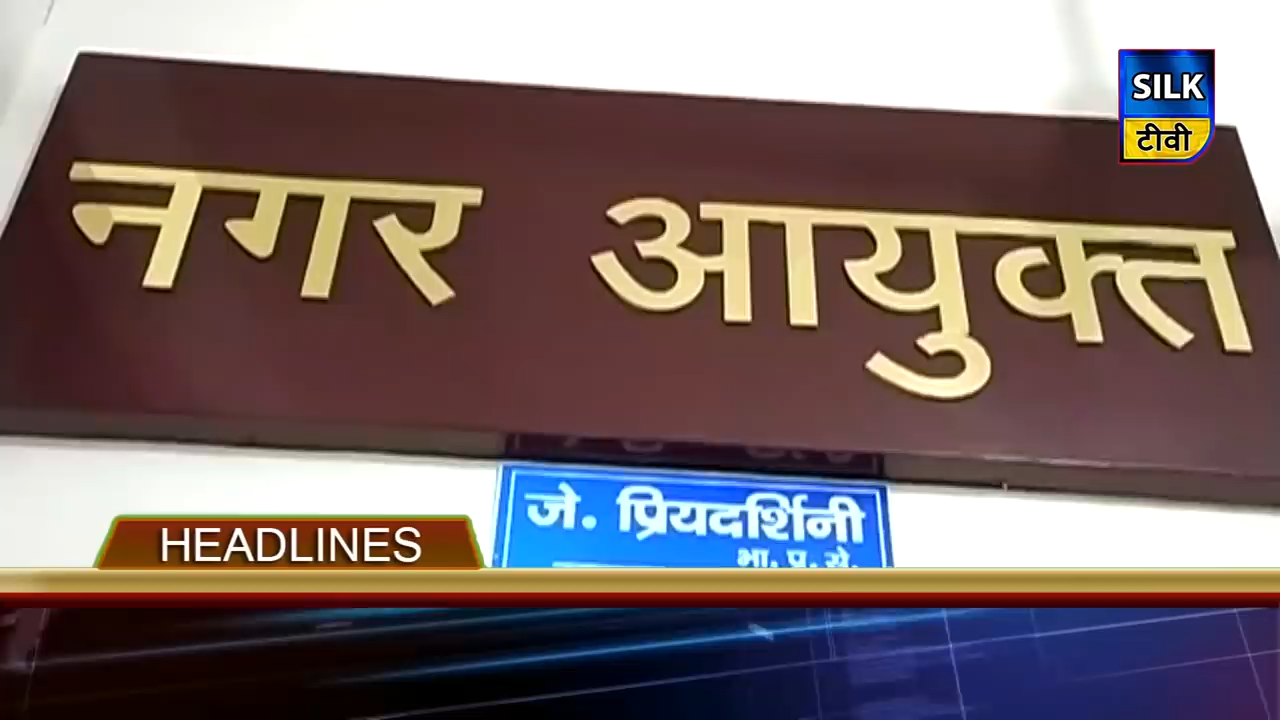 SILK
टीवी
नगर आयुक्त
जे. प्रियदर्शिनी
भा. प्र. से.
HEADLINES